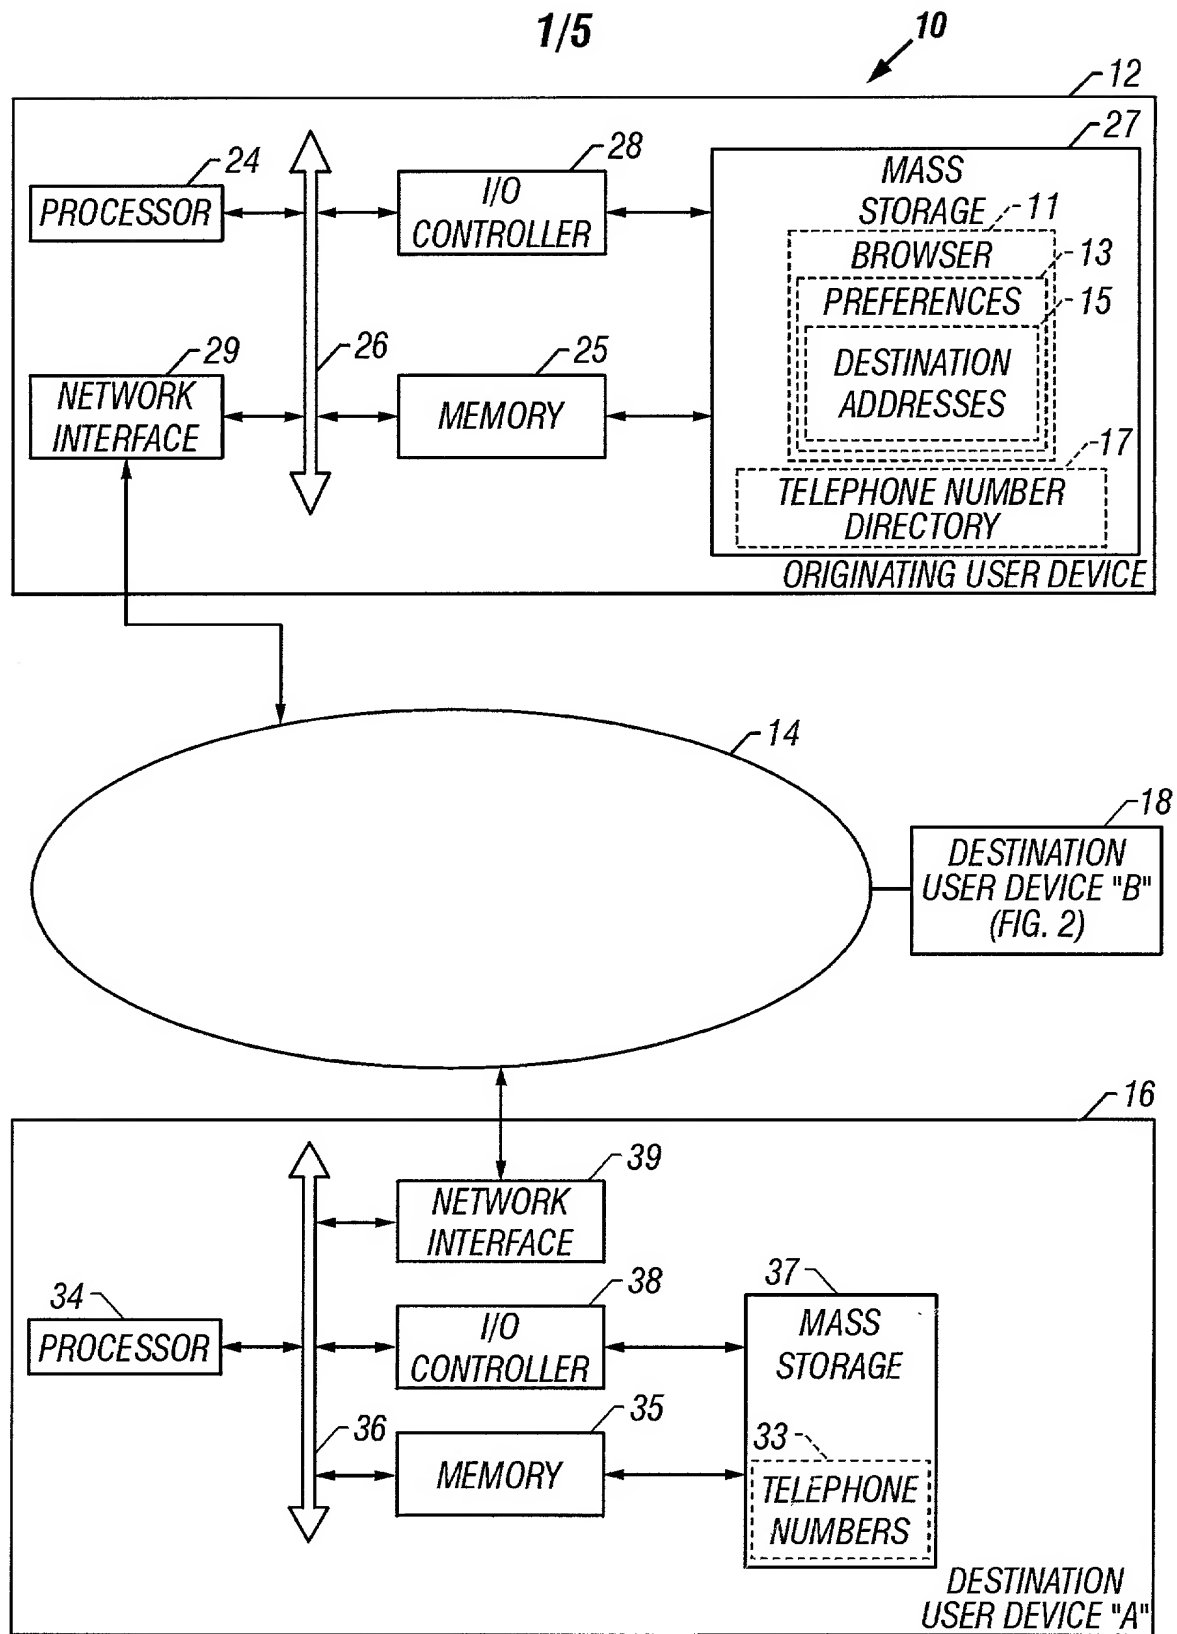 1/5
10
12
24
PROCESSOR
28
I/O
CONTROLLER
27
MASS
STORAGE
11
BROWSER
13
PREFERENCES
15
DESTINATION
ADDRESSES
29
NETWORK
INTERFACE
26
25
MEMORY
17
TELEPHONE NUMBER
DIRECTORY
ORIGINATING USER DEVICE
14
18
DESTINATION
USER DEVICE "B"
(FIG. 2)
16
39
NETWORK
INTERFACE
34
PROCESSOR
38
I/O
CONTROLLER
37
MASS
STORAGE
36
35
MEMORY
33
TELEPHONE
NUMBERS
DESTINATION
USER DEVICE "A"